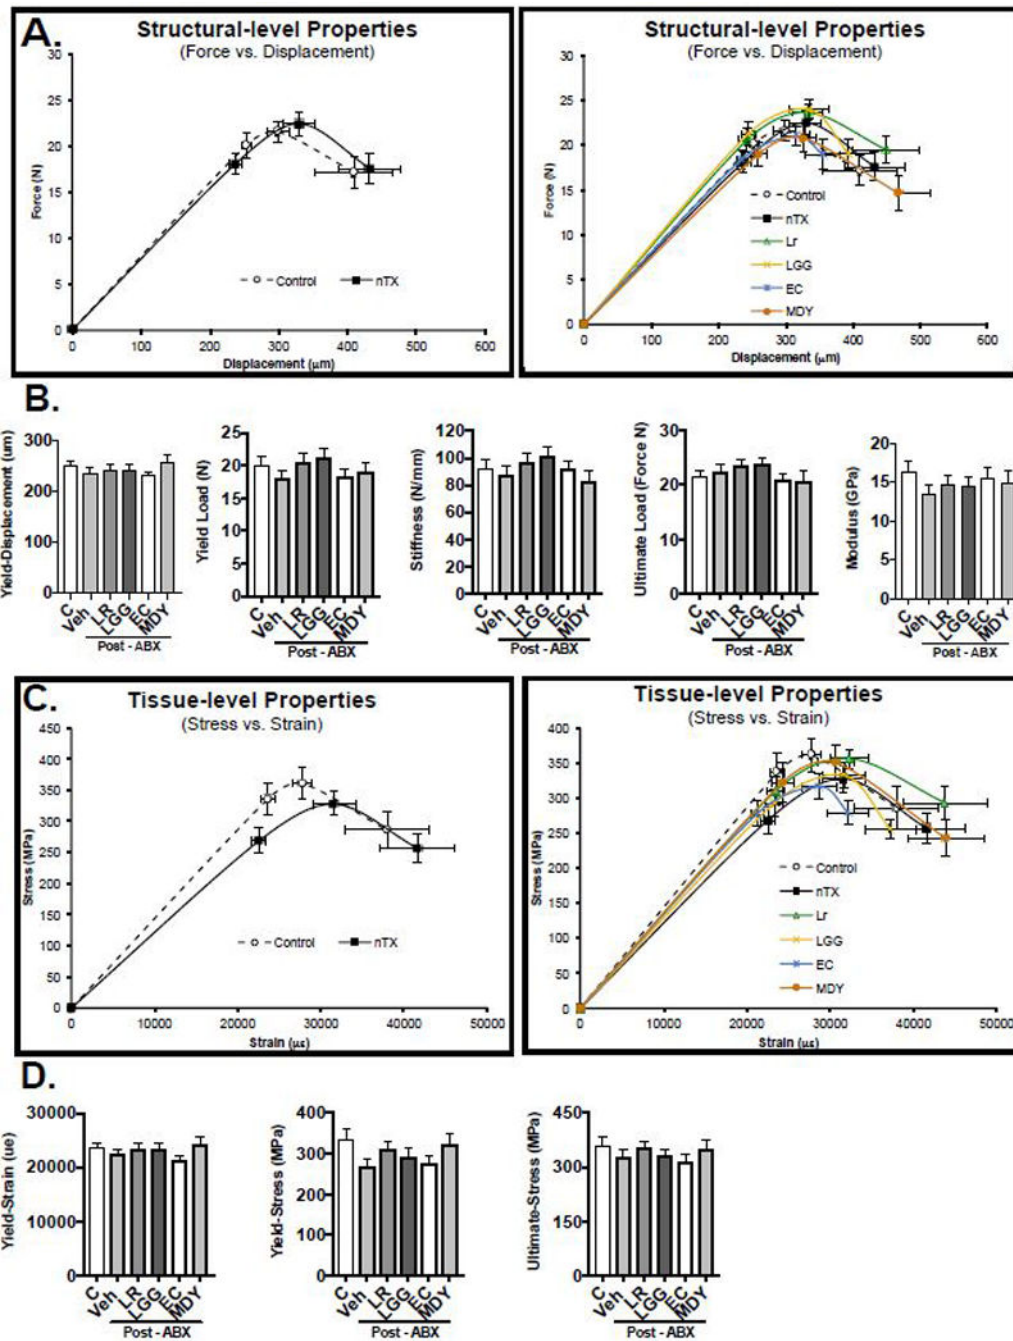 A.
Structural-level Properties
(Force vs. Displacement)
30
25
20
15
10
5
0
Force (N)
Control
nTX
0 100 200 300 400 500 600
Displacement (µm)
Structural-level Properties
(Force vs. Displacement)
30
25
20
15
10
5
0
Force (N)
Control
nTX
Lr
LGG
EC
MDY
0 100 200 300 400 500 600
Displacement (µm)
B.
Yield-Displacement (um)
300
200
100
0
C Veh LR LGG EC MDY
Post - ABX
Yield Load (N)
25
20
15
10
5
0
C Veh LR LGG EC MDY
Post - ABX
Stiffness (N/mm)
120
100
80
60
40
20
0
C Veh LR LGG EC MDY
Post - ABX
Ultimate Load (Force N)
30
20
10
0
C Veh LR LGG EC MDY
Post - ABX
Modulus (GPa)
20
15
10
5
0
C Veh LR LGG EC MDY
Post - ABX
C.
Tissue-level Properties
(Stress vs. Strain)
450
400
350
300
250
200
150
100
50
0
Stress (MPa)
Control
nTX
0 10000 20000 30000 40000 50000
Strain (µε)
Tissue-level Properties
(Stress vs. Strain)
400
350
300
250
200
150
100
50
0
Stress (MPa)
Control
nTX
Lr
LGG
EC
MDY
0 10000 20000 30000 40000 50000
Strain (µε)
D.
Yield-Strain (ue)
30000
20000
10000
0
C Veh LR LGG EC MDY
Post - ABX
Yield-Stress (MPa)
400
300
200
100
0
C Veh LR LGG EC MDY
Post - ABX
Ultimate-Stress (MPa)
450
300
150
0
C Veh LR LGG EC MDY
Post - ABX